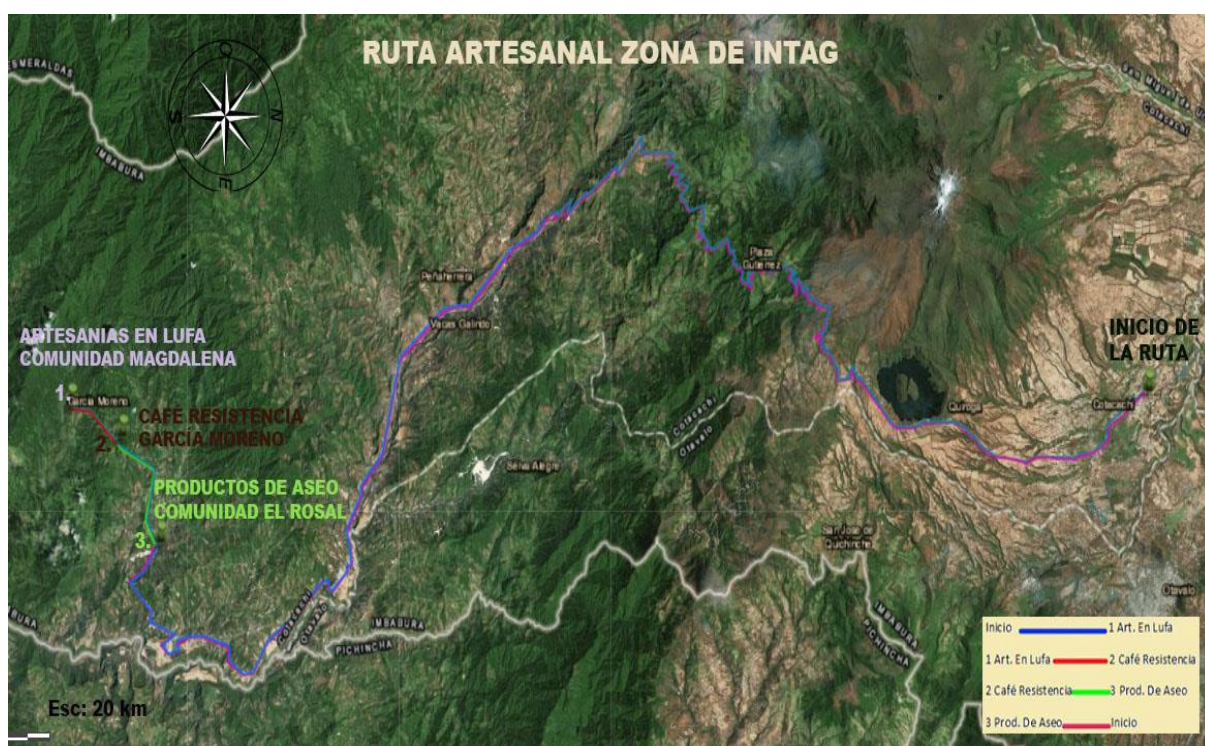 RUTA ARTESANAL ZONA DE INTAG
ESMERALDAS
IMBABURA
O
N
S
E
Cotacachi
Peñaherrera
Plaza
Gutiérrez
Vacas Galindo
ARTESANIAS EN LUFA
COMUNIDAD MAGDALENA
INICIO DE
LA RUTA
1.
García Moreno
CAFÉ RESISTENCIA
GARCÍA MORENO
2.
Quiroga
Cotacachi
Cotacachi
Otavalo
Selva Alegre
PRODUCTOS DE ASEO
COMUNIDAD EL ROSAL
3.
San José de
Quichinche
Otavalo
Cotacachi
Otavalo
IMBABURA
PICHINCHA
IMBABURA
PICHINCHA
Inicio 1 Art. En Lufa
1 Art. En Lufa 2 Café Resistencia
2 Café Resistencia 3 Prod. De Aseo
3 Prod. De Aseo Inicio
Esc: 20 km